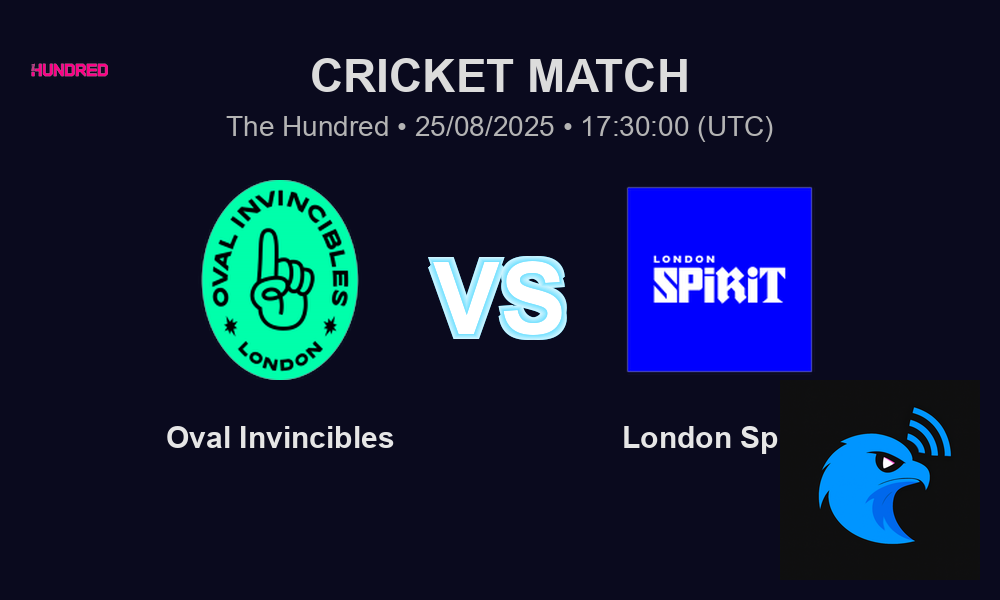 HUNDRED
CRICKET MATCH
The Hundred • 25/08/2025 • 17:30:00 (UTC)
OVAL INVINCIBLES
LONDON
VS
LONDON
SPIRIT
Oval Invincibles
London Sp